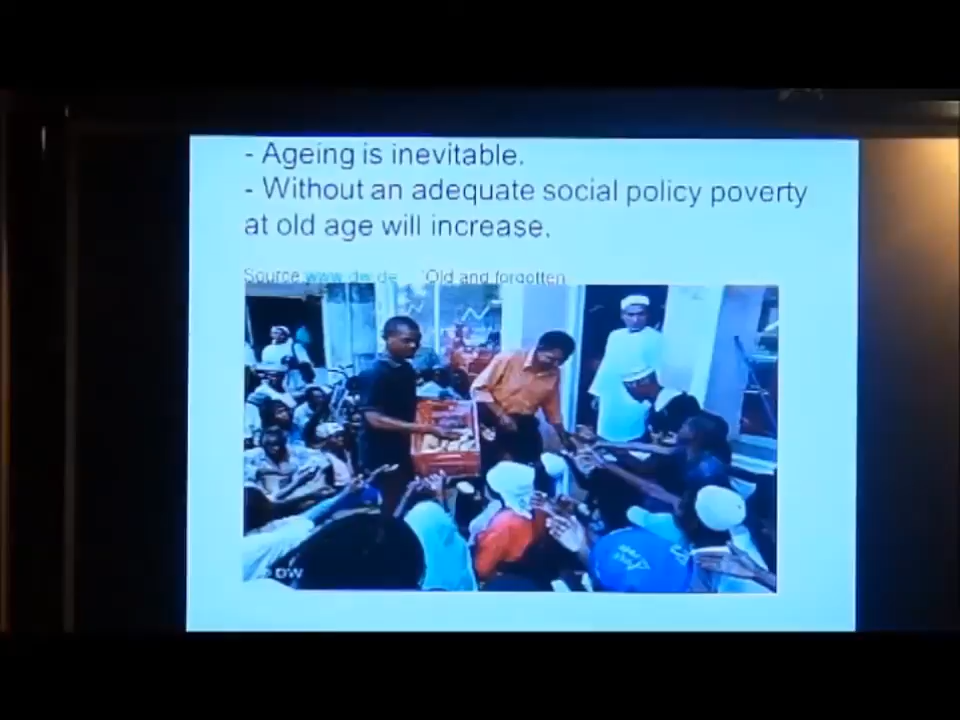 - Ageing is inevitable.
- Without an adequate social policy poverty
at old age will increase.
Source www.dw.de 'Old and forgotten
DW